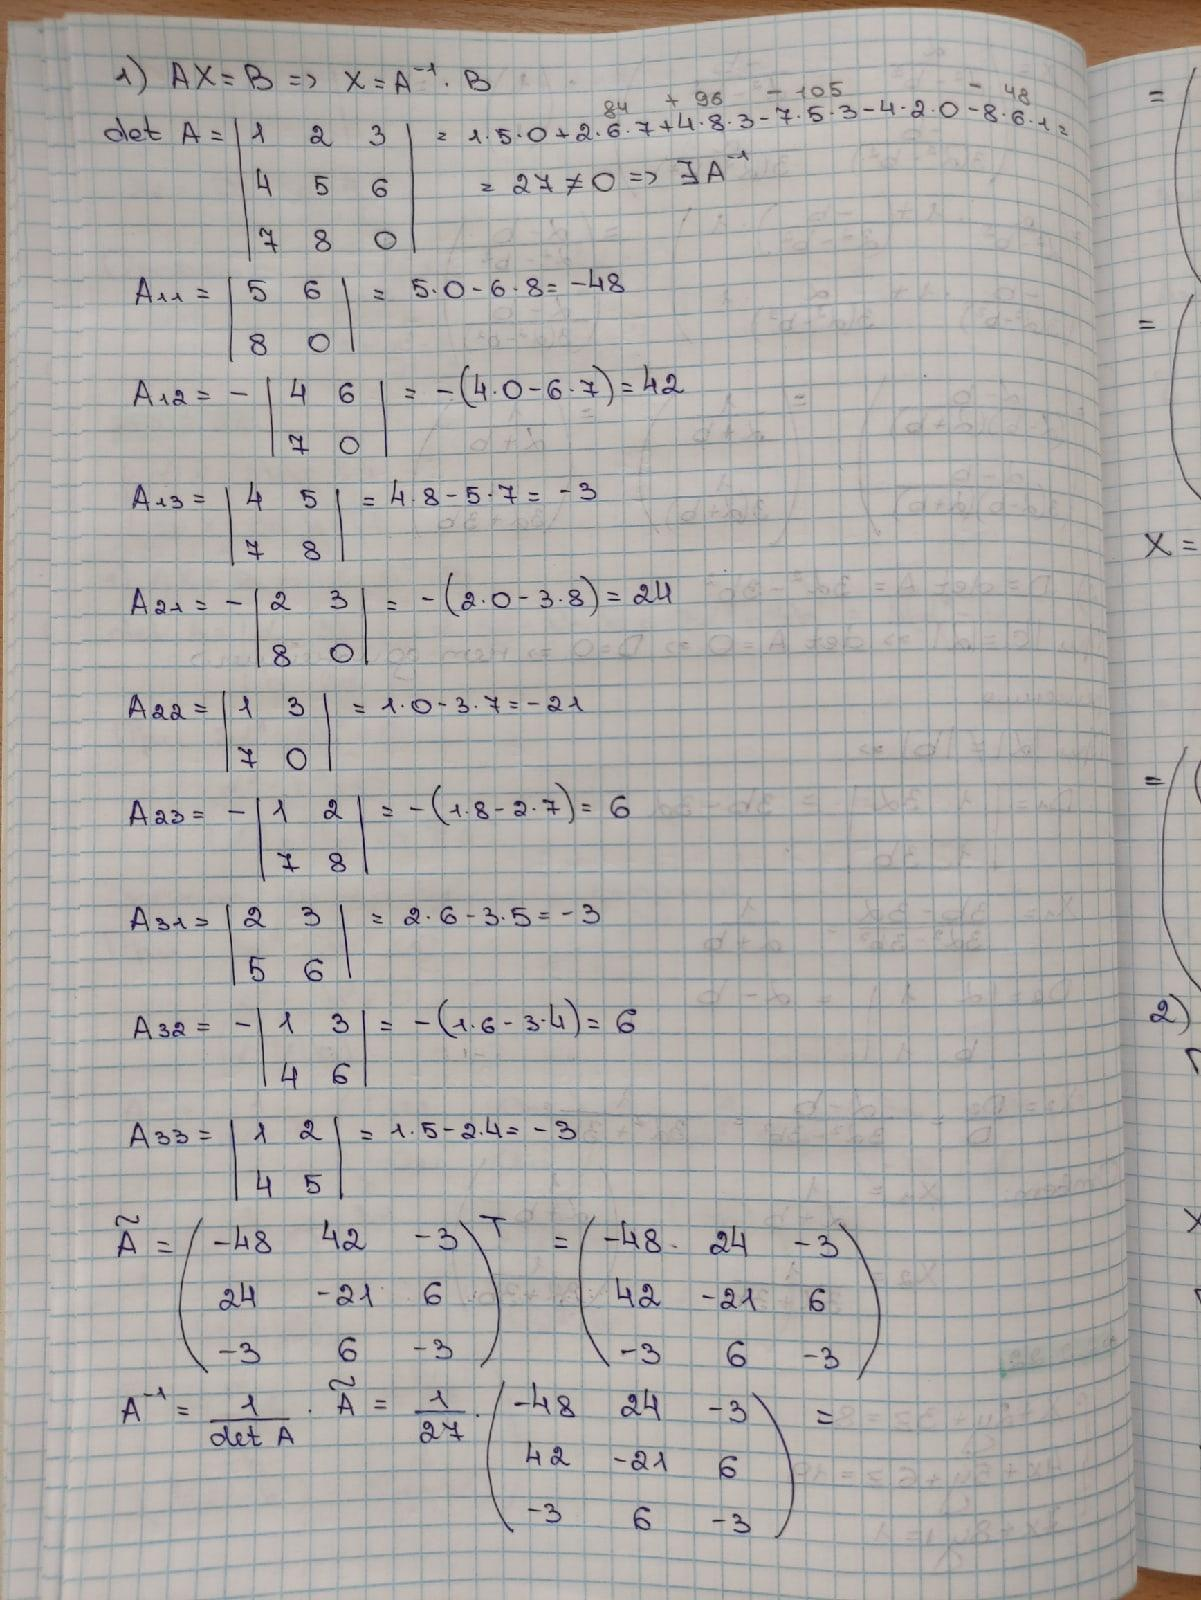 1) AX = B => X = A⁻¹ · B
84 + 96 - 105 - 48
det A = | 1 2 3 | = 1·5·0 + 2·6·7 + 4·8·3 - 7·5·3 - 4·2·0 - 8·6·1 =
| 4 5 6 | = 27 ≠ 0 => ∃A⁻¹
| 7 8 0 |
A₁₁ = | 5 6 | = 5·0 - 6·8 = -48
| 8 0 |
A₁₂ = - | 4 6 | = -(4·0 - 6·7) = 42
| 7 0 |
A₁₃ = | 4 5 | = 4·8 - 5·7 = -3
| 7 8 |
A₂₁ = - | 2 3 | = -(2·0 - 3·8) = 24
| 8 0 |
A₂₂ = | 1 3 | = 1·0 - 3·7 = -21
| 7 0 |
A₂₃ = - | 1 2 | = -(1·8 - 2·7) = 6
| 7 8 |
A₃₁ = | 2 3 | = 2·6 - 3·5 = -3
| 5 6 |
A₃₂ = - | 1 3 | = -(1·6 - 3·4) = 6
| 4 6 |
A₃₃ = | 1 2 | = 1·5 - 2·4 = -3
| 4 5 |
Ã = ( -48 42 -3 )ᵀ = ( -48 24 -3 )
( 24 -21 6 ) ( 42 -21 6 )
( -3 6 -3 ) ( -3 6 -3 )
A⁻¹ = 1/det A · Ã = 1/27 · ( -48 24 -3 ) =
( 42 -21 6 )
( -3 6 -3 )
=
=
X =
=
2)